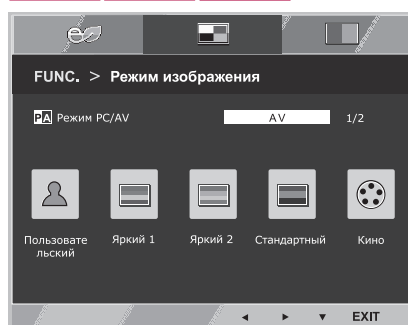 FUNC. > Режим изображения
PA Режим PC/AV AV 1/2
Пользовате
льский
Яркий 1 Яркий 2 Стандартный Кино
EXIT